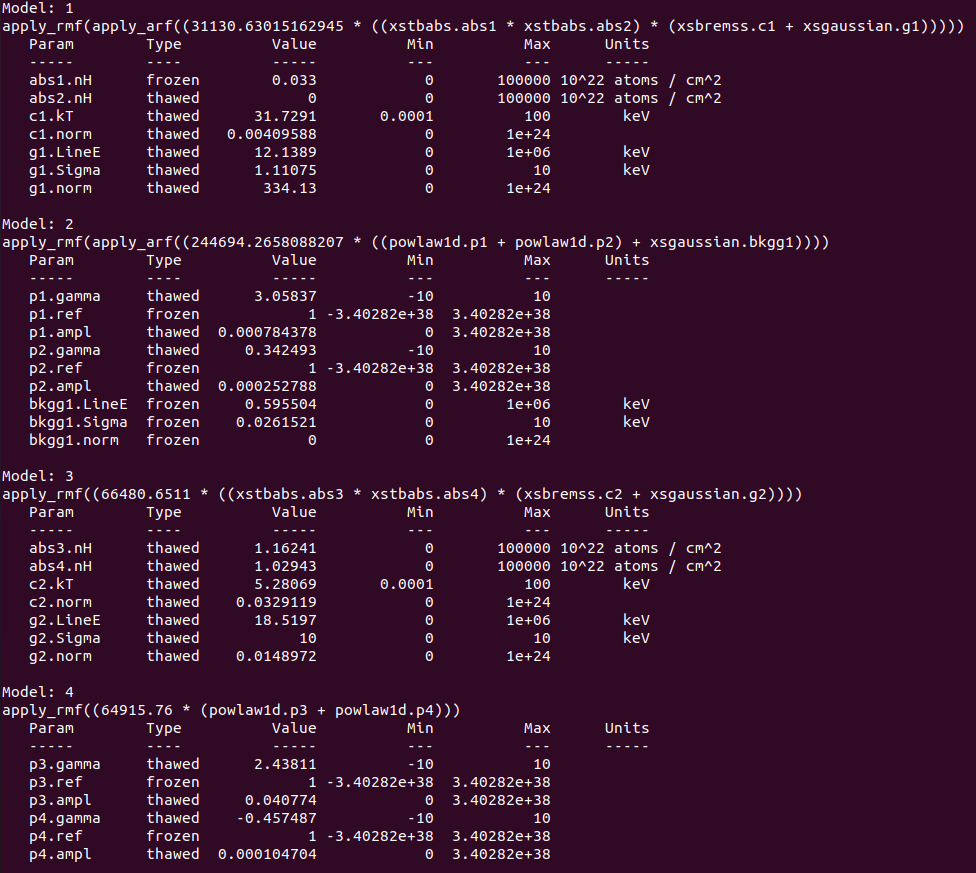 Model: 1
apply_rmf(apply_arf((31130.63015162945 * ((xstbabs.abs1 * xstbabs.abs2) * (xsbremss.c1 + xsgaussian.g1)))))
   Param        Type          Value          Min          Max      Units
   -----        ----          -----          ---          ---      -----
   abs1.nH      frozen        0.033            0       100000 10^22 atoms / cm^2
   abs2.nH      thawed            0            0       100000 10^22 atoms / cm^2
   c1.kT        thawed      31.7291       0.0001          100        keV
   c1.norm      thawed   0.00409588            0        1e+24
   g1.LineE     thawed      12.1389            0        1e+06        keV
   g1.Sigma     thawed      1.11075            0           10        keV
   g1.norm      thawed       334.13            0        1e+24

Model: 2
apply_rmf(apply_arf((244694.2658088207 * ((powlaw1d.p1 + powlaw1d.p2) + xsgaussian.bkgg1))))
   Param        Type          Value          Min          Max      Units
   -----        ----          -----          ---          ---      -----
   p1.gamma     thawed      3.05837          -10           10
   p1.ref       frozen            1 -3.40282e+38  3.40282e+38
   p1.ampl      thawed  0.000784378            0  3.40282e+38
   p2.gamma     thawed     0.342493          -10           10
   p2.ref       frozen            1 -3.40282e+38  3.40282e+38
   p2.ampl      thawed  0.000252788            0  3.40282e+38
   bkgg1.LineE  frozen     0.595504            0        1e+06        keV
   bkgg1.Sigma  frozen    0.0261521            0           10        keV
   bkgg1.norm   frozen            0            0        1e+24

Model: 3
apply_rmf((66480.6511 * ((xstbabs.abs3 * xstbabs.abs4) * (xsbremss.c2 + xsgaussian.g2))))
   Param        Type          Value          Min          Max      Units
   -----        ----          -----          ---          ---      -----
   abs3.nH      thawed      1.16241            0       100000 10^22 atoms / cm^2
   abs4.nH      thawed      1.02943            0       100000 10^22 atoms / cm^2
   c2.kT        thawed      5.28069       0.0001          100        keV
   c2.norm      thawed    0.0329119            0        1e+24
   g2.LineE     thawed      18.5197            0        1e+06        keV
   g2.Sigma     thawed           10            0           10        keV
   g2.norm      thawed    0.0148972            0        1e+24

Model: 4
apply_rmf((64915.76 * (powlaw1d.p3 + powlaw1d.p4)))
   Param        Type          Value          Min          Max      Units
   -----        ----          -----          ---          ---      -----
   p3.gamma     thawed      2.43811          -10           10
   p3.ref       frozen            1 -3.40282e+38  3.40282e+38
   p3.ampl      thawed     0.040774            0  3.40282e+38
   p4.gamma     thawed    -0.457487          -10           10
   p4.ref       frozen            1 -3.40282e+38  3.40282e+38
   p4.ampl      thawed  0.000104704            0  3.40282e+38